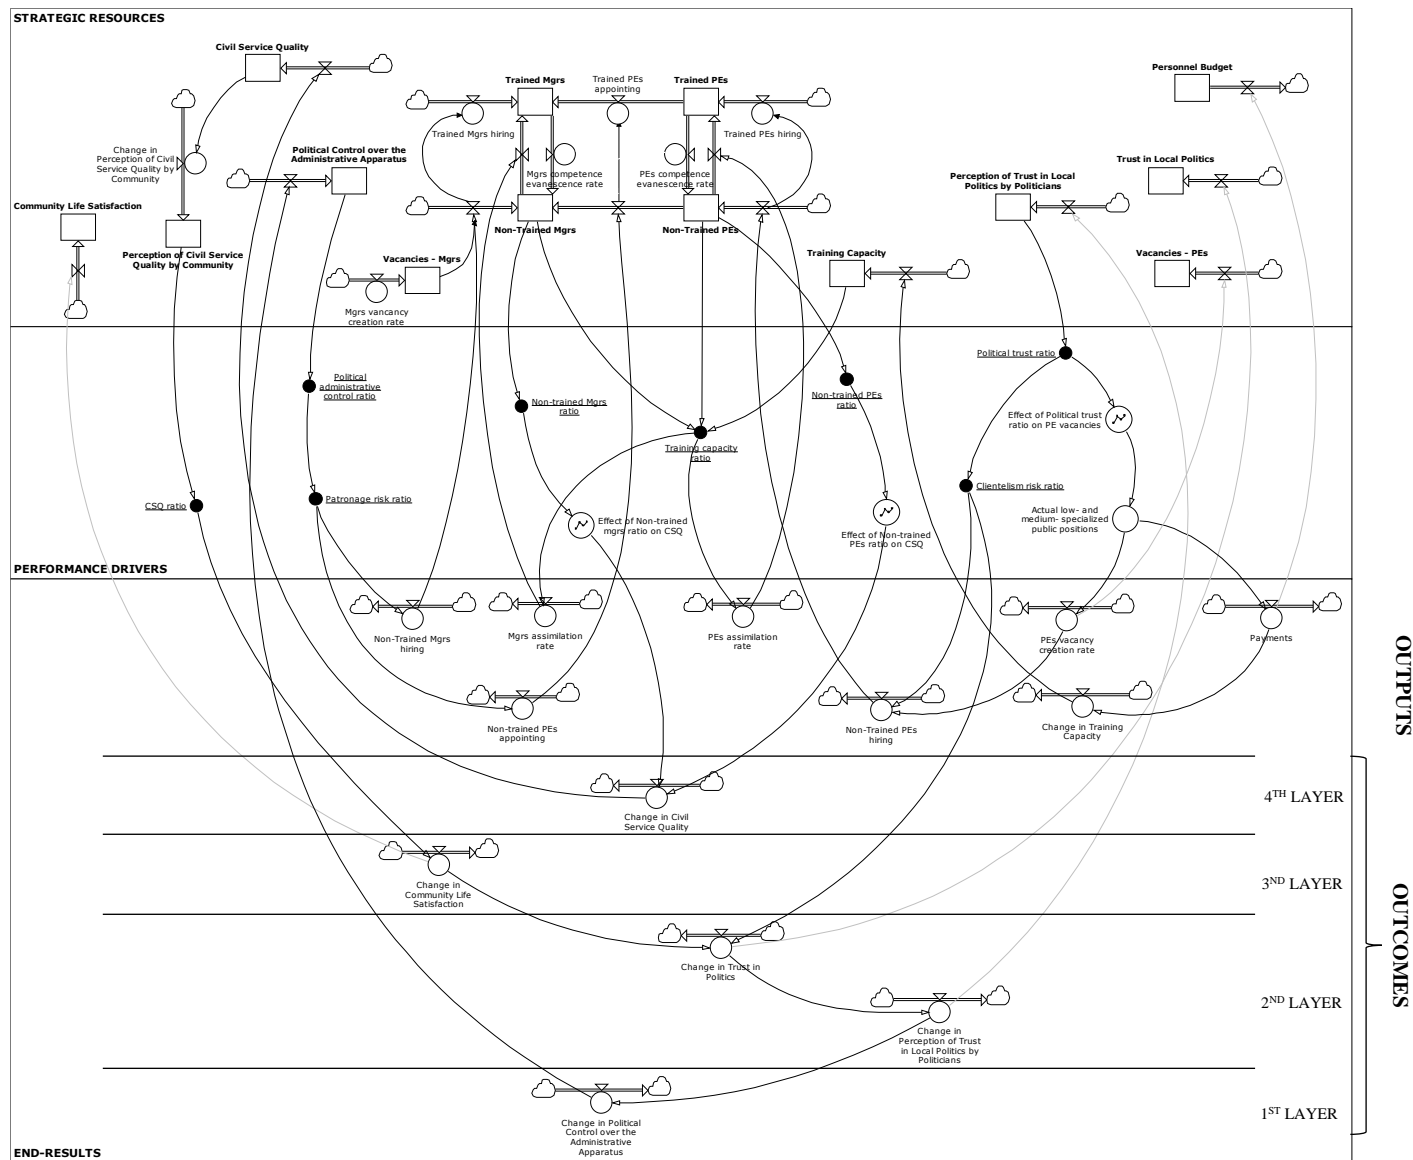 STRATEGIC RESOURCES
Civil Service Quality
Trained Mgrs
Trained PEs
appointing
Trained PEs
Personnel Budget
Trained Mgrs hiring
Trained PEs hiring
Change in
Perception of Civil
Service Quality by
Community
Political Control over the
Administrative Apparatus
Mgrs competence
evanescence rate
PEs competence
evanescence rate
Trust in Local Politics
Perception of Trust in Local
Politics by Politicians
Community Life Satisfaction
Non-Trained Mgrs
Non-Trained PEs
Perception of Civil Service
Quality by Community
Vacancies - Mgrs
Training Capacity
Vacancies - PEs
Mgrs vancancy
creation rate
Political trust ratio
Political
administrative
control ratio
Non-trained Mgrs
ratio
Non-trained PEs
ratio
Effect of Political trust
ratio on PE vacancies
Training capacity
ratio
Clientelism risk ratio
CSQ ratio
Patronage risk ratio
Effect of Non-trained
mgrs ratio on CSQ
Effect of Non-trained
PEs ratio on CSQ
Actual low- and
medium- specialized
public positions
PERFORMANCE DRIVERS
Non-Trained Mgrs
hiring
Mgrs assimilation
rate
PEs assimilation
rate
PEs vacancy
creation rate
Payments
OUTPUTS
Non-trained PEs
appointing
Non-Trained PEs
hiring
Change in Training
Capacity
4TH LAYER
Change in Civil
Service Quality
3ND LAYER
Change in
Community Life
Satisfaction
OUTCOMES
Change in Trust in
Politics
2ND LAYER
Change in
Perception of Trust
in Local Politics by
Politicians
1ST LAYER
Change in Political
Control over the
Administrative
Apparatus
END-RESULTS